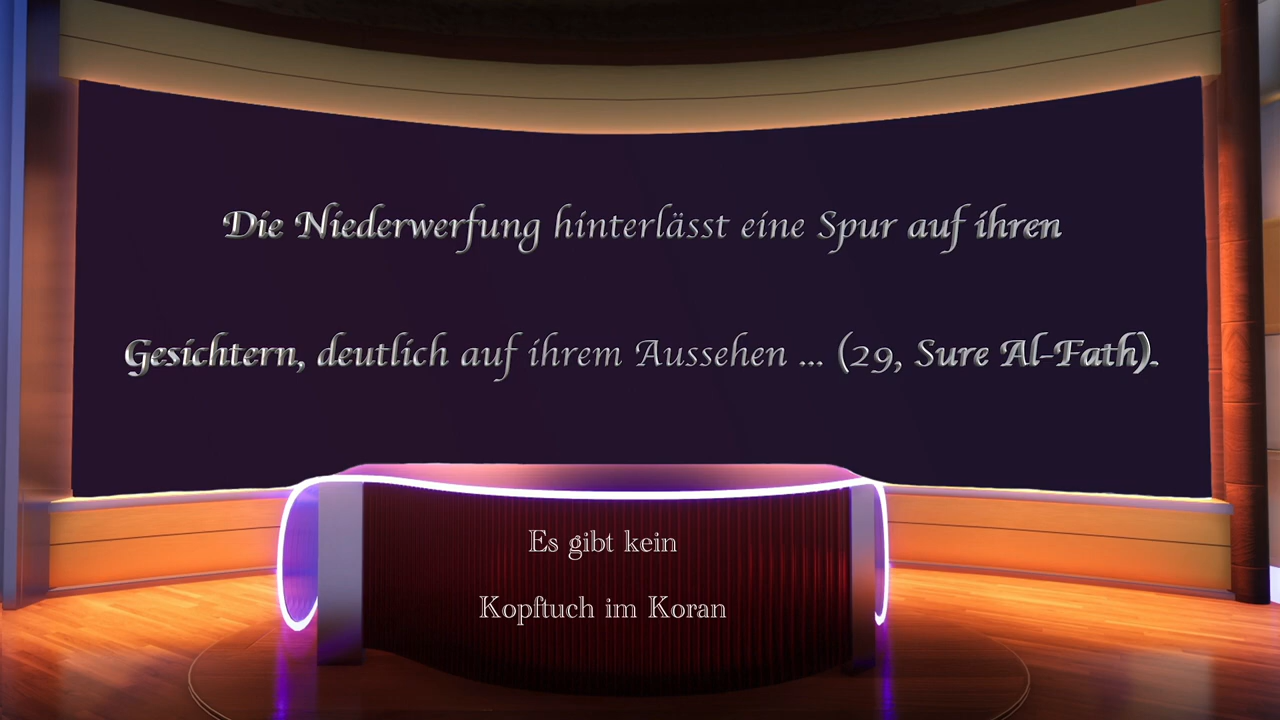 Die Niederwerfung hinterlässt eine Spur auf ihren
Gesichtern, deutlich auf ihrem Aussehen ... (29, Sure Al-Fath).
Es gibt kein
Kopftuch im Koran